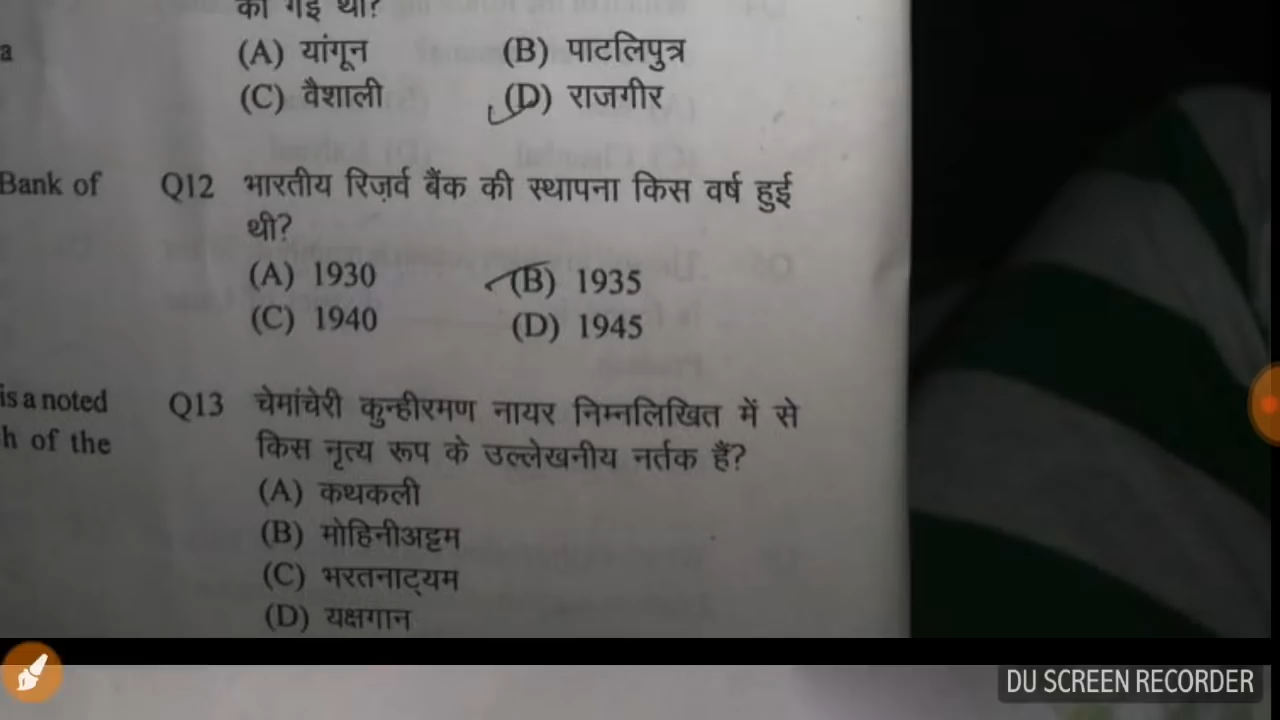 की गई थी?
a
(A) यांगून (B) पाटलिपुत्र
(C) वैशाली (D) राजगीर
Bank of Q12 भारतीय रिज़र्व बैंक की स्थापना किस वर्ष हुई
थी?
(A) 1930 (B) 1935
(C) 1940 (D) 1945
is a noted Q13 चेमांचेरी कुन्हीरमण नायर निम्नलिखित में से
h of the किस नृत्य रूप के उल्लेखनीय नर्तक हैं?
(A) कथकली
(B) मोहिनीअट्टम
(C) भरतनाट्यम
(D) यक्षगान
DU SCREEN RECORDER